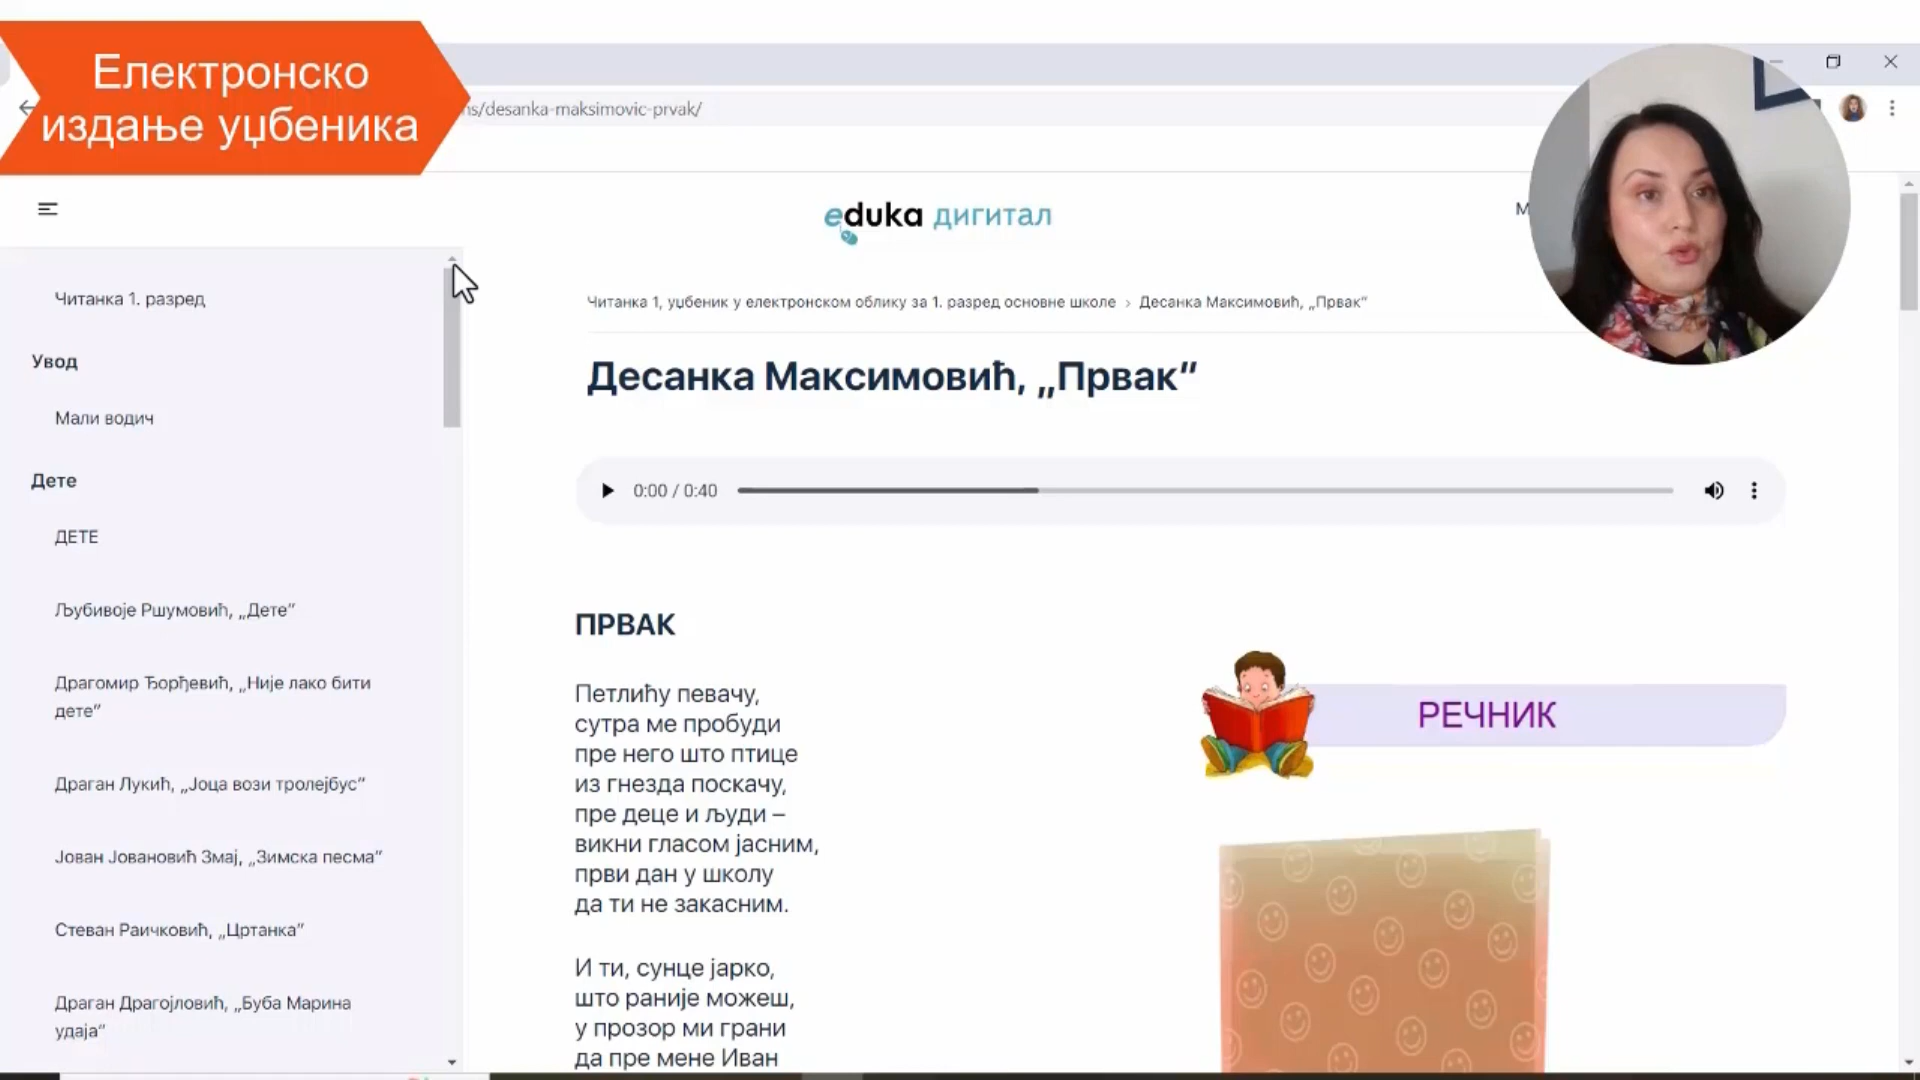 Електронско
издање уџбеника
ns/desanka-maksimovic-prvak/
eduka дигитал
Читанка 1. разред
Увод
Мали водич
Дете
ДЕТЕ
Љубивоје Ршумовић, „Дете”
Драгомир Ђорђевић, „Није лако бити
дете”
Драган Лукић, „Јоца вози тролејбус”
Јован Јовановић Змај, „Зимска песма”
Стеван Раичковић, „Цртанка”
Драган Драгојловић, „Буба Марина
удаја”
Читанка 1, уџбеник у електронском облику за 1. разред основне школе › Десанка Максимовић, „Првак”
Десанка Максимовић, „Првак”
0:00 / 0:40
ПРВАК
Петлићу певачу,
сутра ме пробуди
пре него што птице
из гнезда поскачу,
пре деце и људи –
викни гласом јасним,
први дан у школу
да ти не закасним.
И ти, сунце јарко,
што раније можеш,
у прозор ми грани
да пре мене Иван
РЕЧНИК